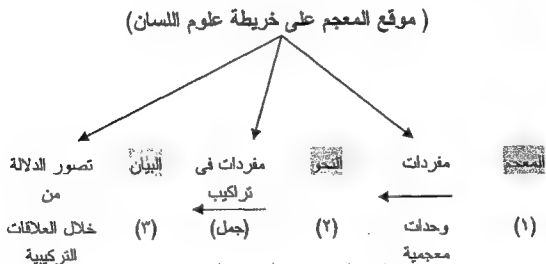 ( موقع المعجم على خريطة علوم اللسان)
المعجم مفردات النحو مفردات فى البيان تصور الدلالة
تراكيب من
(١) وحدات (٢) (جمل) (٣) خلال العلاقات
معجمية التركيبية